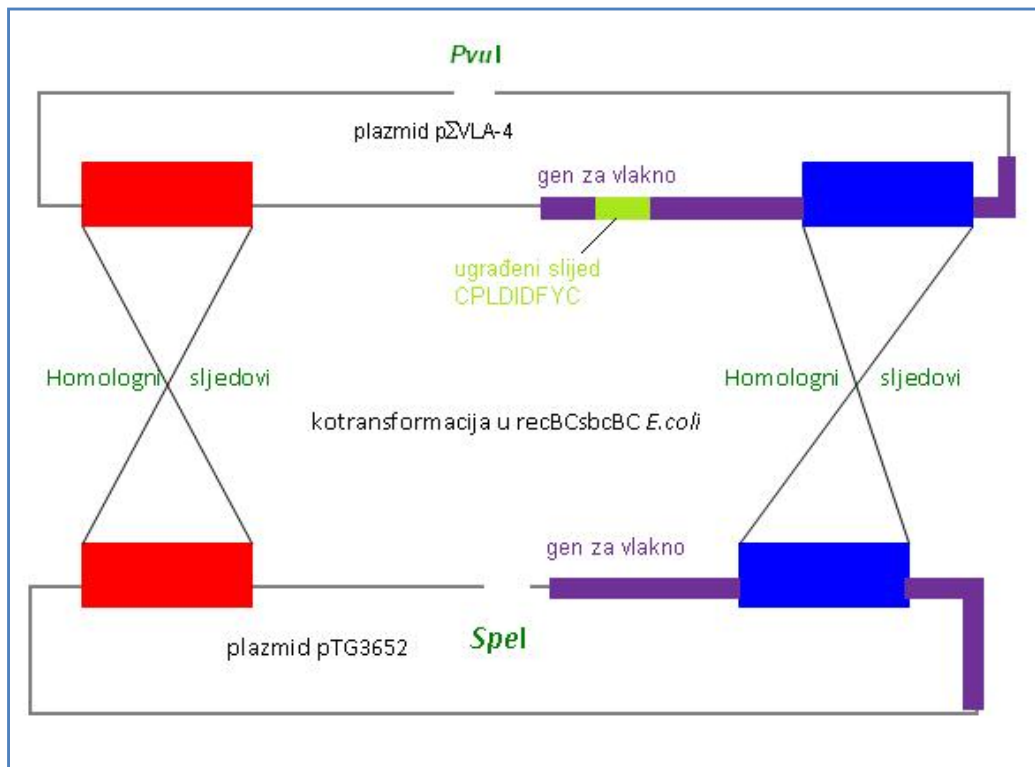 PvuI
plazmid pΣVLA-4
gen za vlakno
ugrađeni slijed
CPLDIDFYC
Homologni sljedovi
Homologni sljedovi
kotransformacija u recBCsbcBC E.coli
gen za vlakno
SpeI
plazmid pTG3652